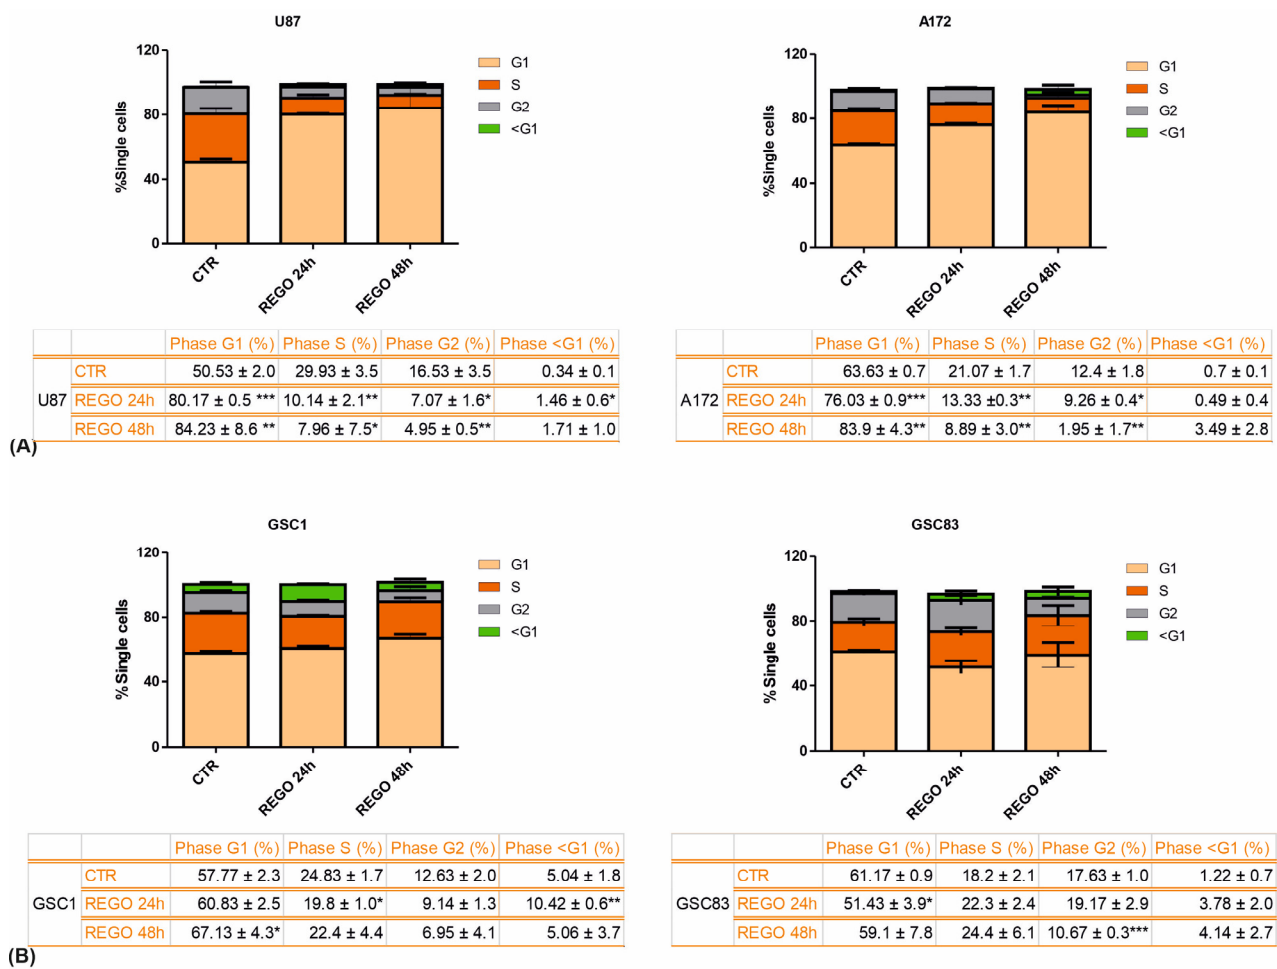 U87
120
80
40
0
%Single cells
G1
S
G2
<G1
CTR
REGO 24h
REGO 48h
A172
120
80
40
0
%Single cells
G1
S
G2
<G1
CTR
REGO 24h
REGO 48h
Phase G1 (%) Phase S (%) Phase G2 (%) Phase <G1 (%)
U87
CTR 50.53 ± 2.0 29.93 ± 3.5 16.53 ± 3.5 0.34 ± 0.1
REGO 24h 80.17 ± 0.5 *** 10.14 ± 2.1** 7.07 ± 1.6* 1.46 ± 0.6*
REGO 48h 84.23 ± 8.6 ** 7.96 ± 7.5* 4.95 ± 0.5** 1.71 ± 1.0
Phase G1 (%) Phase S (%) Phase G2 (%) Phase <G1 (%)
A172
CTR 63.63 ± 0.7 21.07 ± 1.7 12.4 ± 1.8 0.7 ± 0.1
REGO 24h 76.03 ± 0.9*** 13.33 ±0.3** 9.26 ± 0.4* 0.49 ± 0.4
REGO 48h 83.9 ± 4.3** 8.89 ± 3.0** 1.95 ± 1.7** 3.49 ± 2.8
(A)
GSC1
120
80
40
0
% Single cells
G1
S
G2
<G1
CTR
REGO 24h
REGO 48h
GSC83
120
80
40
0
% Single cells
G1
S
G2
<G1
CTR
REGO 24h
REGO 48h
Phase G1 (%) Phase S (%) Phase G2 (%) Phase <G1 (%)
GSC1
CTR 57.77 ± 2.3 24.83 ± 1.7 12.63 ± 2.0 5.04 ± 1.8
REGO 24h 60.83 ± 2.5 19.8 ± 1.0* 9.14 ± 1.3 10.42 ± 0.6**
REGO 48h 67.13 ± 4.3* 22.4 ± 4.4 6.95 ± 4.1 5.06 ± 3.7
Phase G1 (%) Phase S (%) Phase G2 (%) Phase <G1 (%)
GSC83
CTR 61.17 ± 0.9 18.2 ± 2.1 17.63 ± 1.0 1.22 ± 0.7
REGO 24h 51.43 ± 3.9* 22.3 ± 2.4 19.17 ± 2.9 3.78 ± 2.0
REGO 48h 59.1 ± 7.8 24.4 ± 6.1 10.67 ± 0.3*** 4.14 ± 2.7
(B)